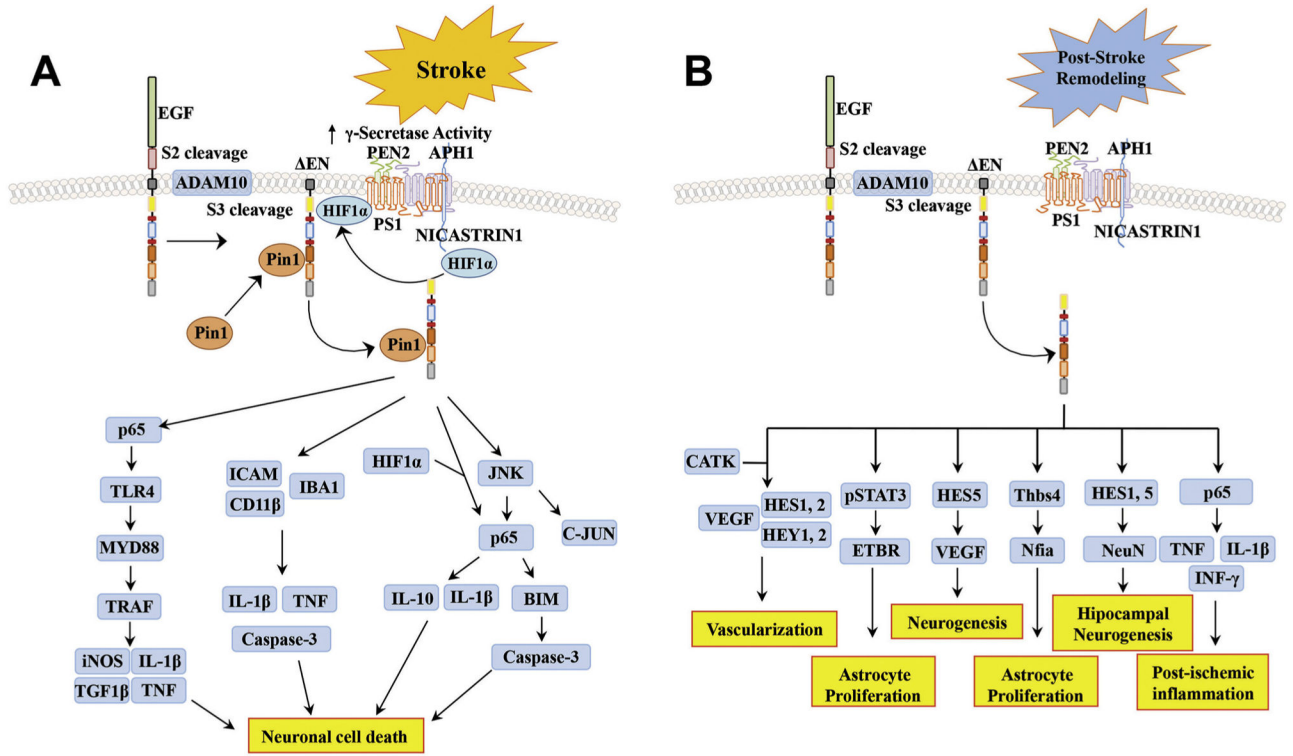 A
Stroke
EGF
S2 cleavage
ADAM10
S3 cleavage
ΔEN
↑ γ-Secretase Activity
PEN2
APH1
HIF1α
PS1
NICASTRIN1
HIF1α
Pin1
Pin1
Pin1
p65
TLR4
MYD88
TRAF
iNOS
IL-1β
TGF1β
TNF
ICAM
CD11β
IBA1
IL-1β
TNF
Caspase-3
HIF1α
JNK
p65
C-JUN
IL-10
IL-1β
BIM
Caspase-3
Neuronal cell death
B
Post-Stroke
Remodeling
EGF
S2 cleavage
ADAM10
S3 cleavage
ΔEN
PEN2
APH1
PS1
NICASTRIN1
CATK
VEGF
HES1, 2
HEY1, 2
Vascularization
pSTAT3
ETBR
Astrocyte
Proliferation
HES5
VEGF
Neurogenesis
Thbs4
Nfia
Astrocyte
Proliferation
HES1, 5
NeuN
Hipocampal
Neurogenesis
p65
TNF
IL-1β
INF-γ
Post-ischemic
inflammation